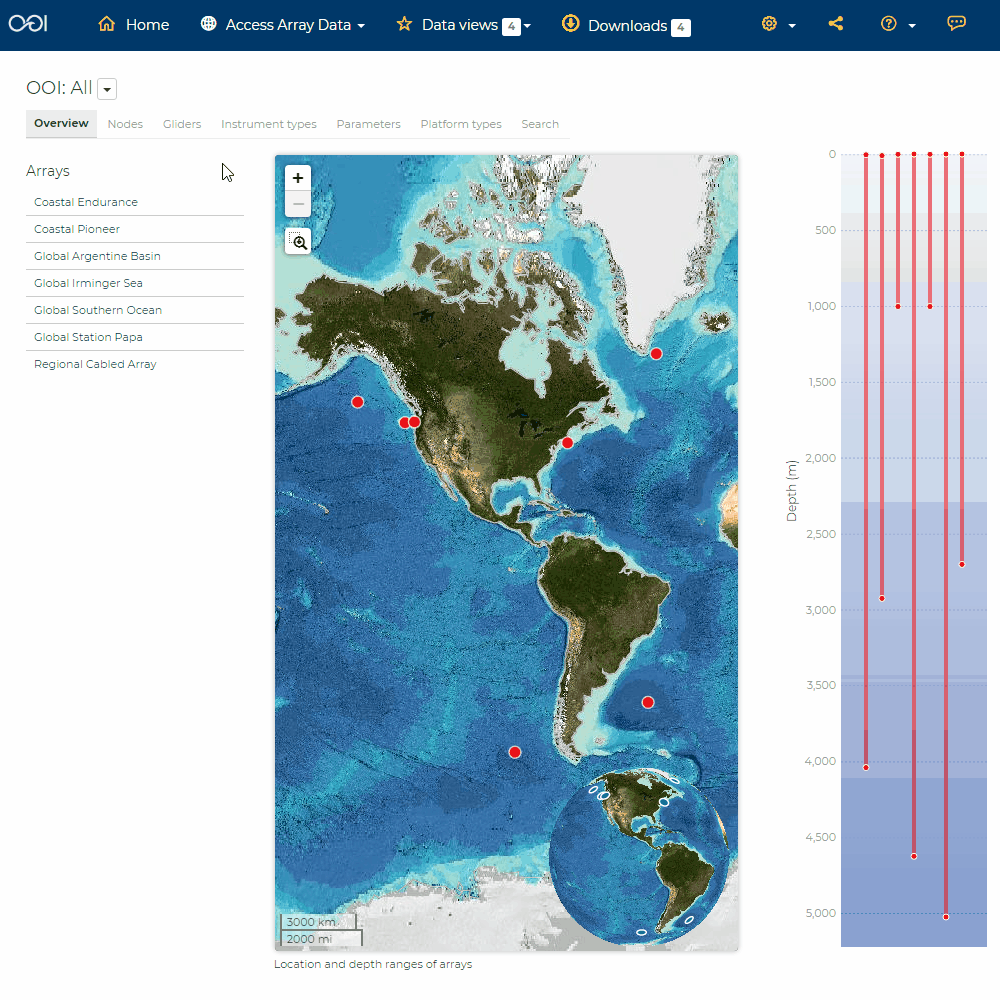 OOI
Home
Access Array Data
Data views 4
Downloads 4
OOI: All
Overview
Nodes
Gliders
Instrument types
Parameters
Platform types
Search
Arrays
Coastal Endurance
Coastal Pioneer
Global Argentine Basin
Global Irminger Sea
Global Southern Ocean
Global Station Papa
Regional Cabled Array
+
−
3000 km
2000 mi
Location and depth ranges of arrays
Depth (m)
0
500
1,000
1,500
2,000
2,500
3,000
3,500
4,000
4,500
5,000